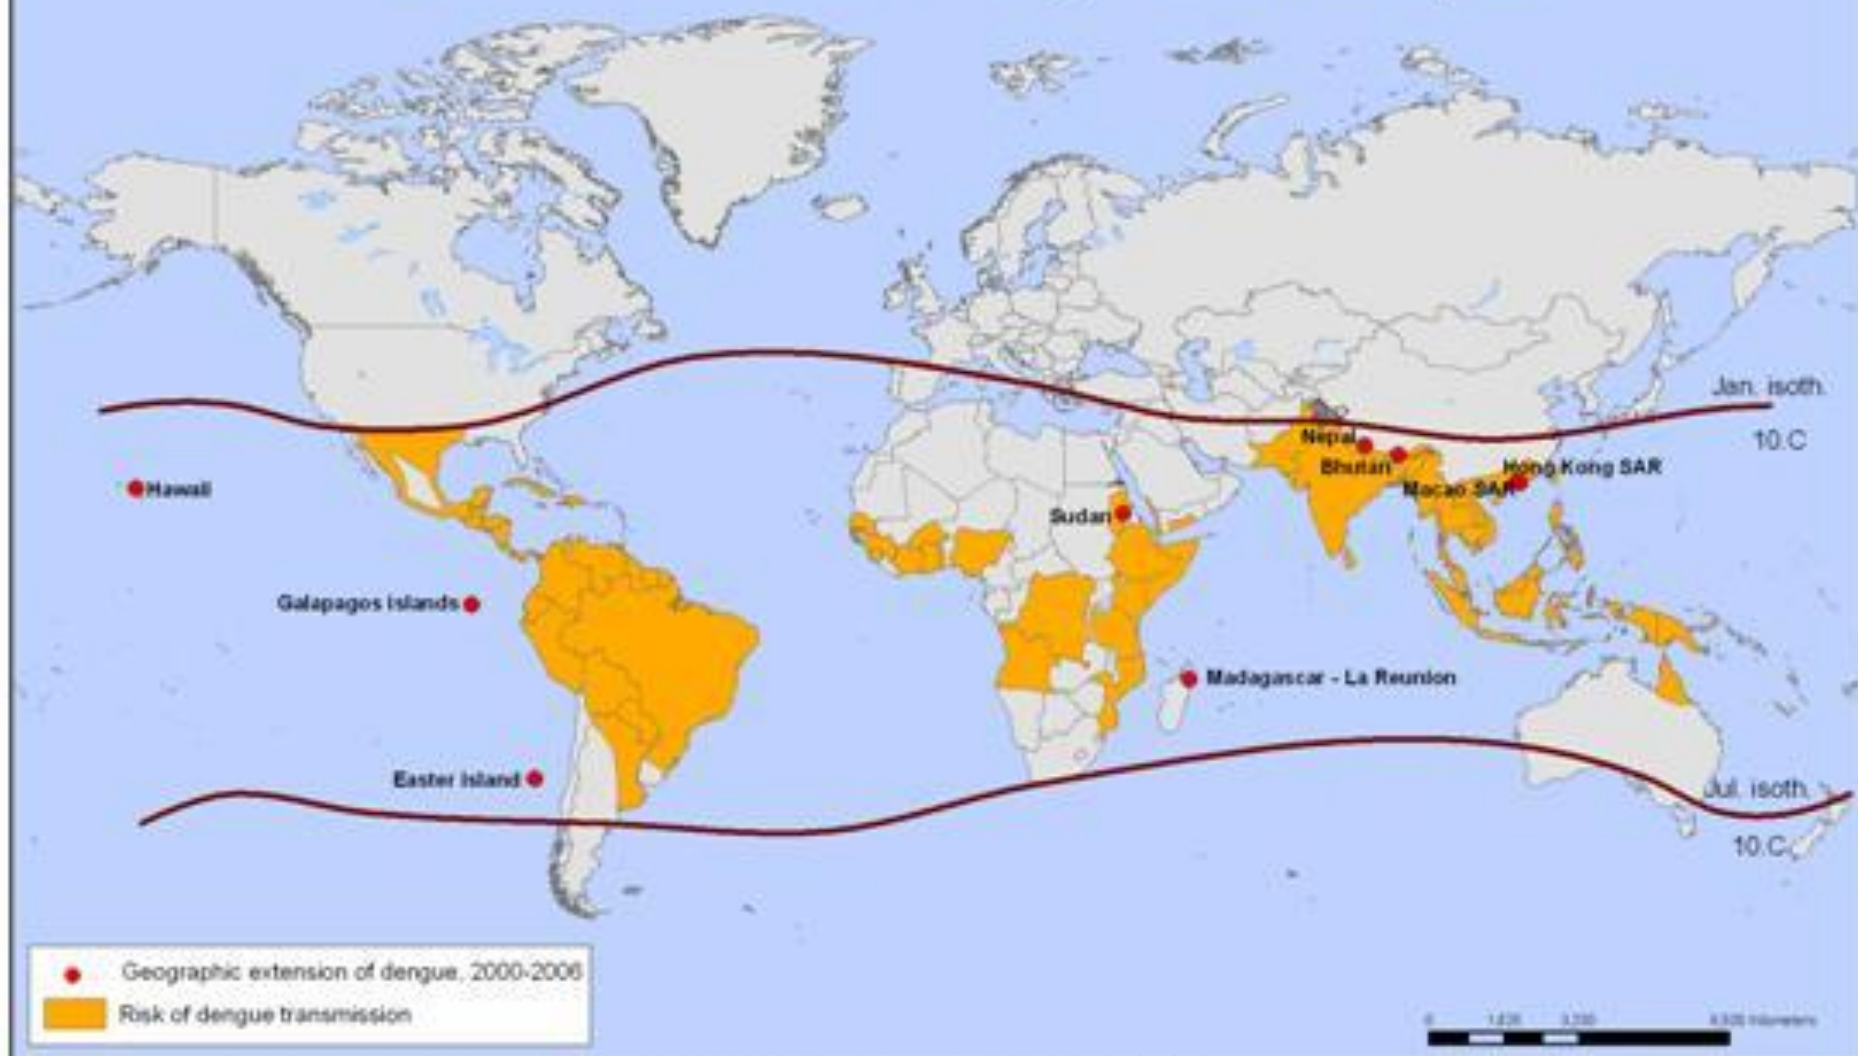 Jan. isoth.
10.C
Nepal
Bhutan
Hong Kong SAR
Macao SAR
Hawaii
Sudan
Galapagos Islands
Madagascar - La Reunion
Easter Island
Jul. isoth.
10.C
Geographic extension of dengue, 2000-2006
Risk of dengue transmission
0